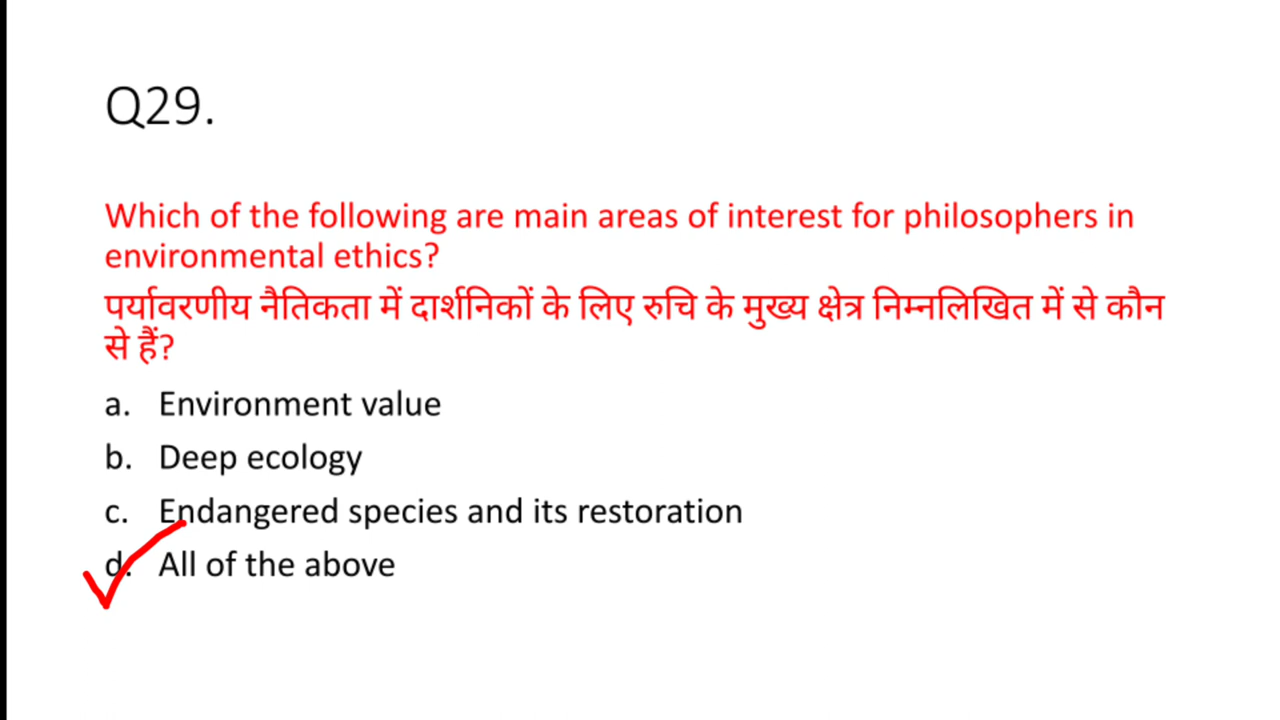 Q29.
Which of the following are main areas of interest for philosophers in
environmental ethics?
पर्यावरणीय नैतिकता में दार्शनिकों के लिए रुचि के मुख्य क्षेत्र निम्नलिखित में से कौन
से हैं?
a. Environment value
b. Deep ecology
c. Endangered species and its restoration
d. All of the above